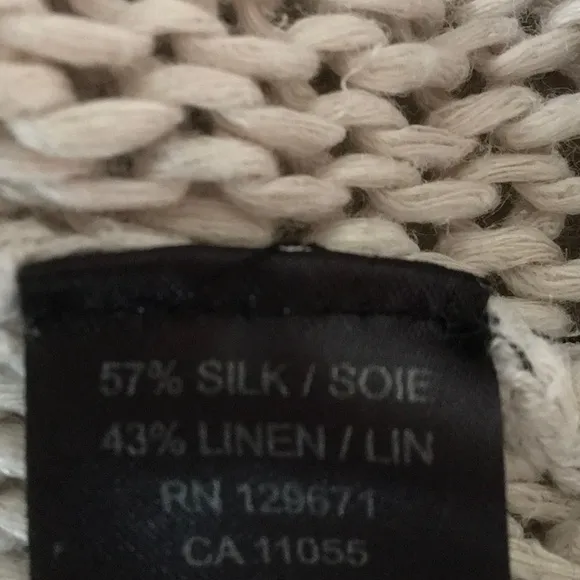 57% SILK / SOIE
43% LINEN / LIN
RN 129671
CA 11055